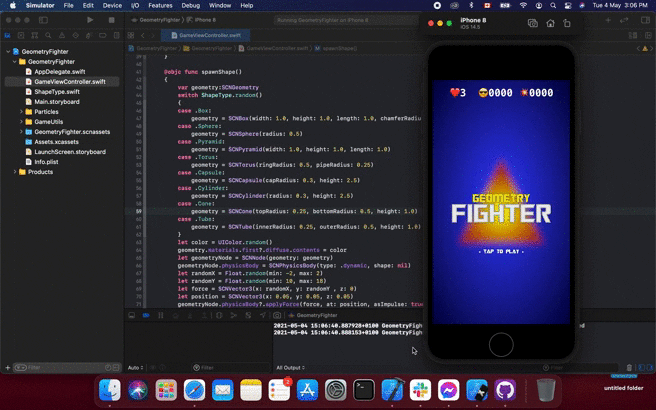 Simulator File Edit Device I/O Features Debug Window Help
Tue 4 May 3:06 PM
GeometryFighter iPhone 8
Running GeometryFighter on iPhone 8
iPhone 8
iOS 14.5
GameViewController.swift
GeometryFighter
GeometryFighter GeometryFighter GameViewController.swift spawnShape()
GeometryFighter
AppDelegate.swift
GameViewController.swift
ShapeType.swift
Main.storyboard
Particles
GameUtils
GeometryFighter.scnassets
Assets.xcassets
LaunchScreen.storyboard
Info.plist
Products
}
@objc func spawnShape()
{
var geometry:SCNGeometry
switch ShapeType.random()
{
case .Box:
geometry = SCNBox(width: 1.0, height: 1.0, length: 1.0, chamferRadi
case .Sphere:
geometry = SCNSphere(radius: 0.5)
case .Pyramid:
geometry = SCNPyramid(width: 1.0, height: 1.0, length: 1.0)
case .Torus:
geometry = SCNTorus(ringRadius: 0.5, pipeRadius: 0.25)
case .Capsule:
geometry = SCNCapsule(capRadius: 0.3, height: 2.5)
case .Cylinder:
geometry = SCNCylinder(radius: 0.3, height: 2.5)
case .Cone:
59 geometry = SCNCone(topRadius: 0.25, bottomRadius: 0.5, height: 1.0)
case .Tube:
geometry = SCNTube(innerRadius: 0.25, outerRadius: 0.5, height: 1.0)
}
let color = UIColor.random()
geometry.materials.first?.diffuse.contents = color
let geometryNode = SCNNode(geometry: geometry)
geometryNode.physicsBody = SCNPhysicsBody(type: .dynamic, shape: nil)
let randomX = Float.random(min: -2, max: 2)
let randomY = Float.random(min: 10, max: 18)
let force = SCNVector3(x: randomX, y: randomY , z: 0)
let position = SCNVector3(x: 0.05, y: 0.05, z: 0.05)
geometryNode.physicsBody?.applyForce(force, at: position, asImpulse: true
❤️3 😎0000 💥0000
GEOMETRY
FIGHTER
• TAP TO PLAY •
GeometryFighter
2021-05-04 15:06:40.887928+0100 GeometryFigh
2021-05-04 15:06:40.888153+0100 GeometryFigh
Filter
Auto
Filter
All Output
Filter
2
untitled folder